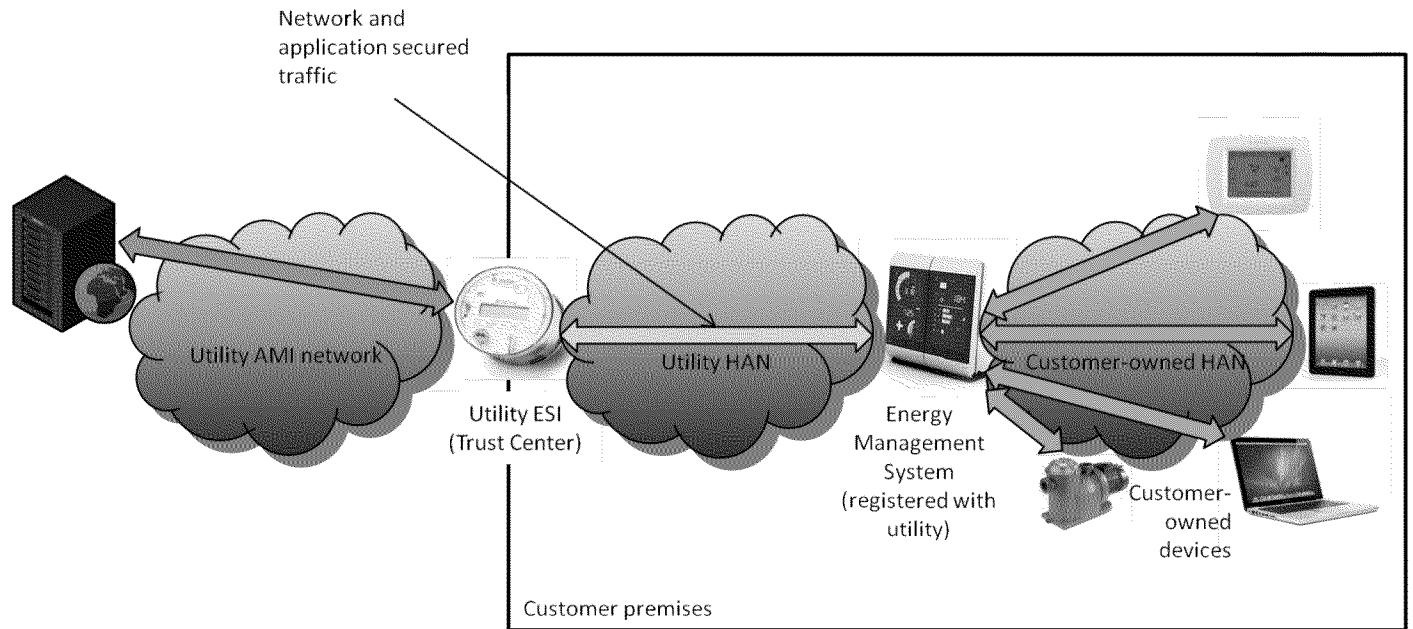 Network and
application secured
traffic
Utility AMI network
Utility HAN
Customer-owned HAN
Utility ESI
(Trust Center)
Energy
Management
System
(registered with
utility)
Customer-
owned
devices
Customer premises